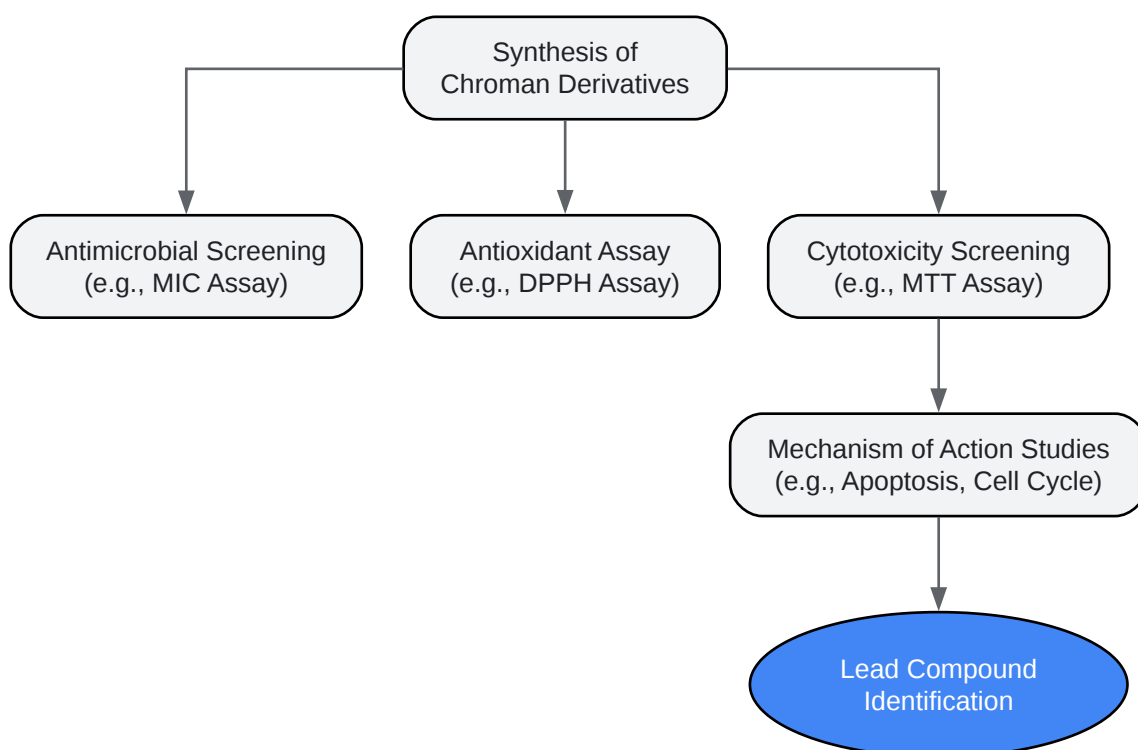 Synthesis of
Chroman Derivatives
Antimicrobial Screening
(e.g., MIC Assay)
Antioxidant Assay
(e.g., DPPH Assay)
Cytotoxicity Screening
(e.g., MTT Assay)
Mechanism of Action Studies
(e.g., Apoptosis, Cell Cycle)
Lead Compound
Identification